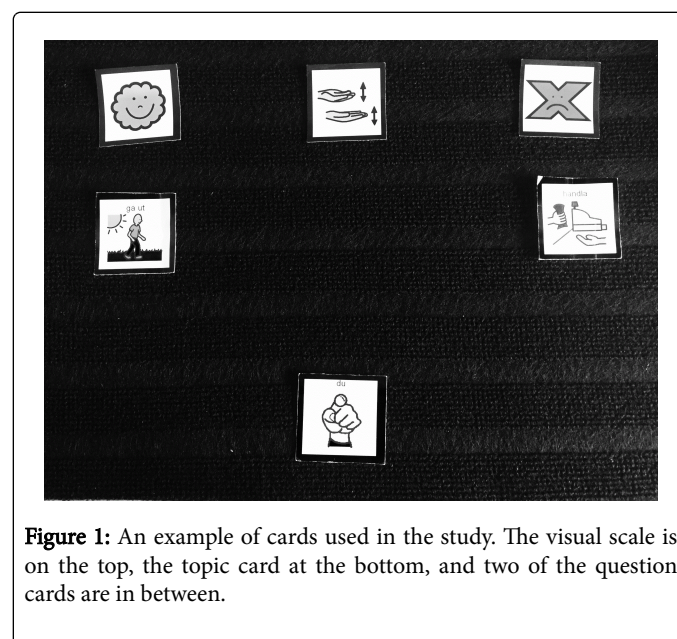 ga ut
handla
du
Figure 1: An example of cards used in the study. The visual scale is
on the top, the topic card at the bottom, and two of the question
cards are in between.